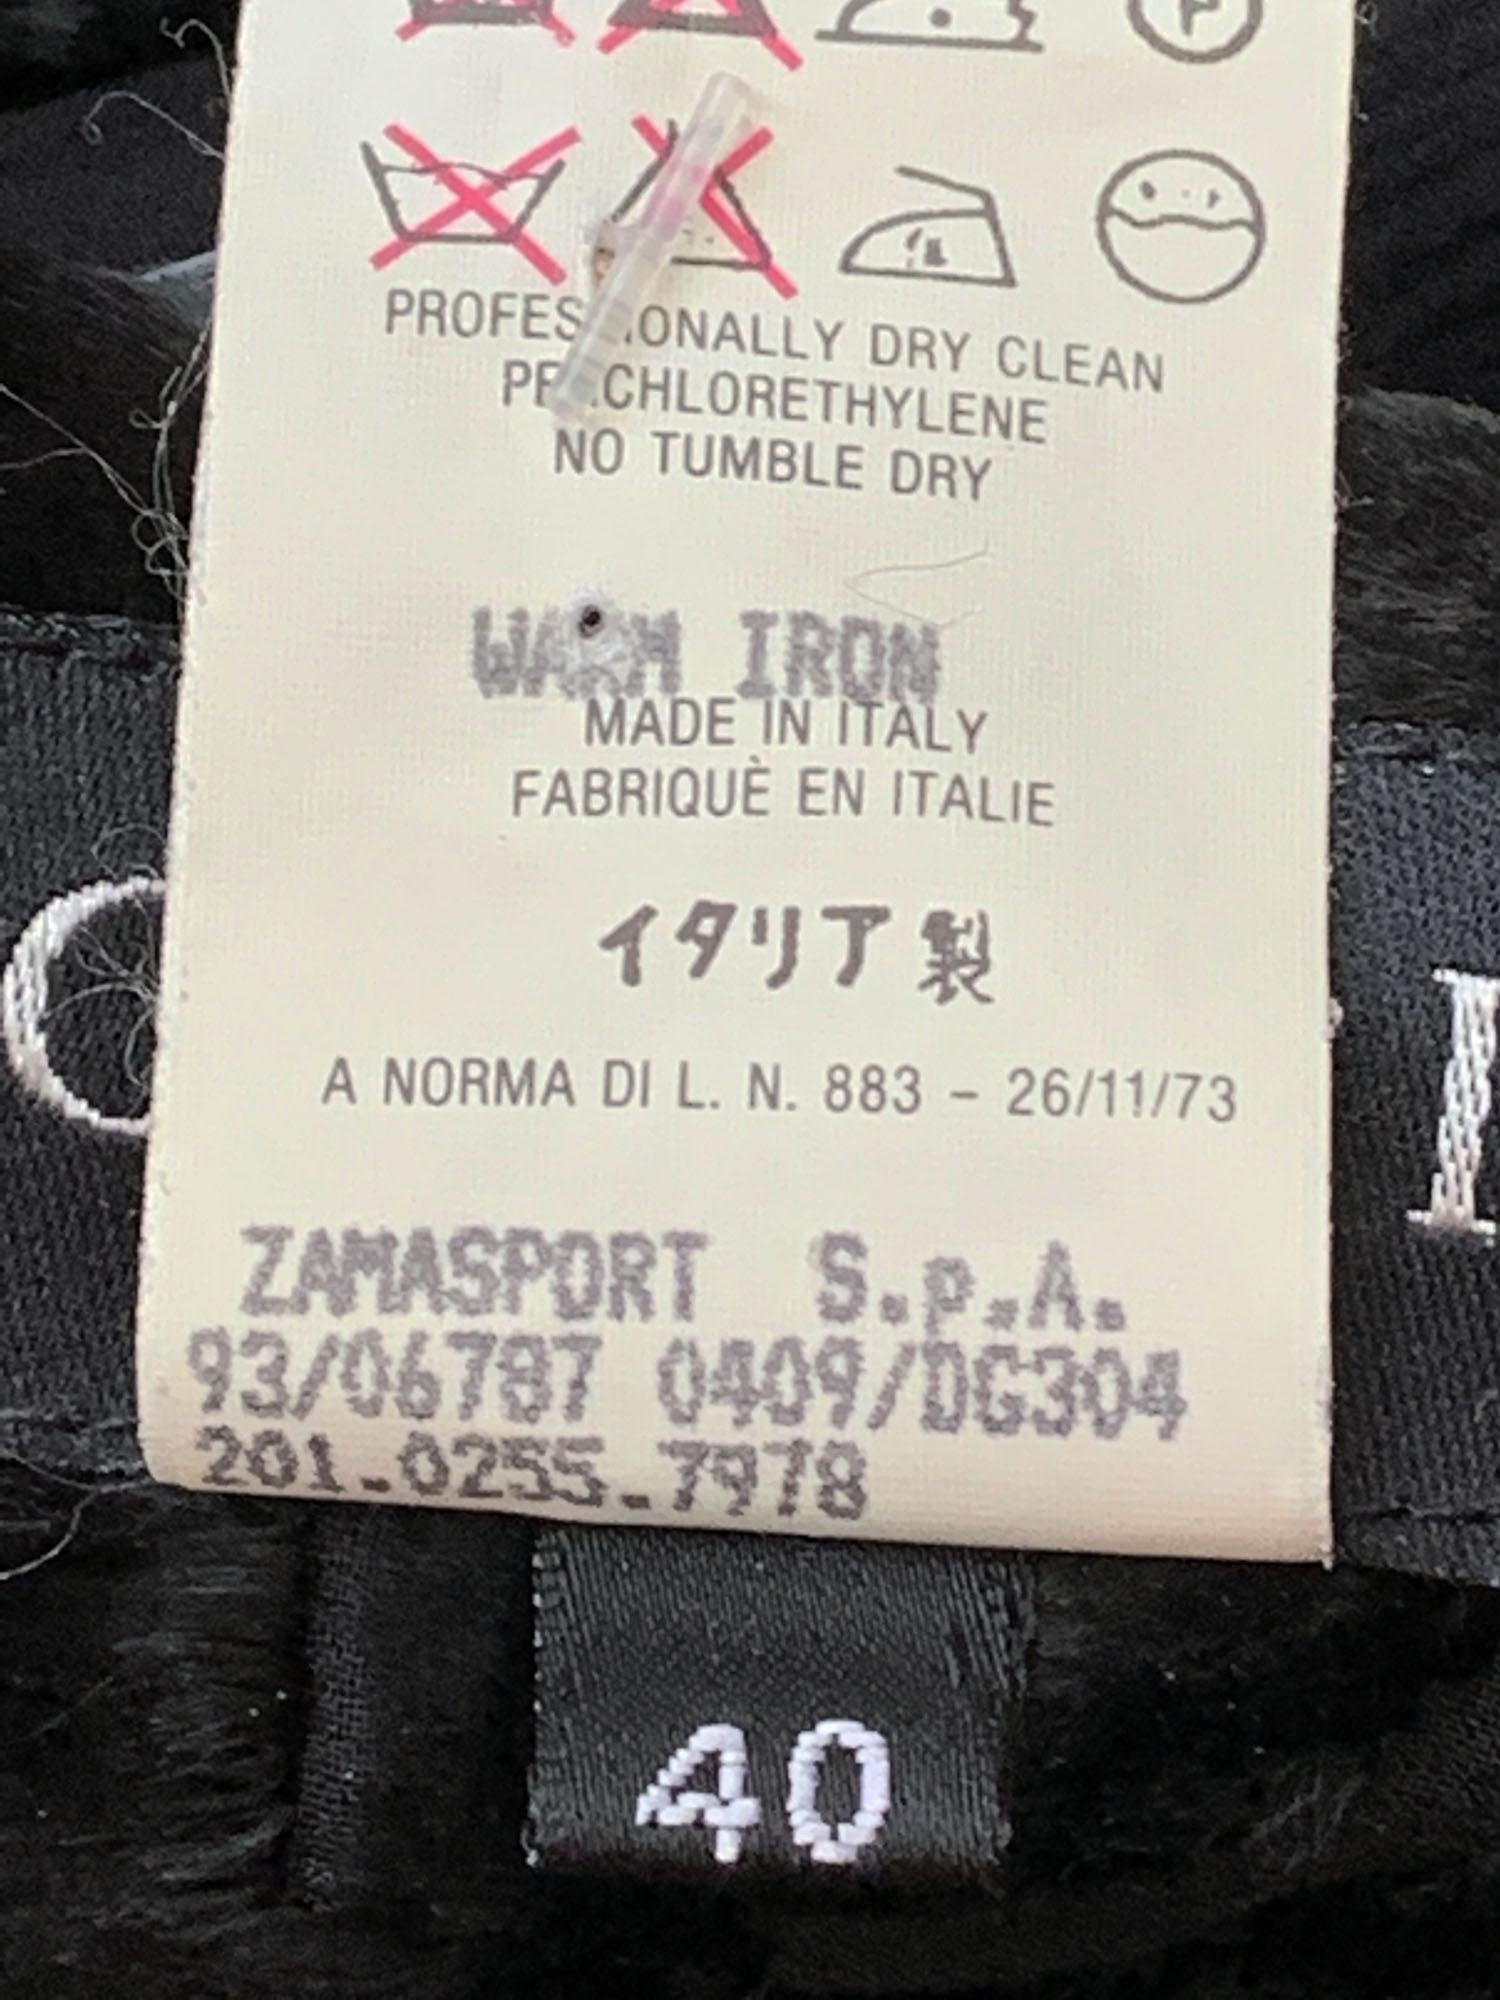 P
PROFESSIONALLY DRY CLEAN
PERCHLORETHYLENE
NO TUMBLE DRY
WARM IRON
MADE IN ITALY
FABRIQUÈ EN ITALIE
イタリア製
A NORMA DI L. N. 883 - 26/11/73
ZAMASPORT S.p.A.
93/06787 0409/DG304
201.0255.7978
40